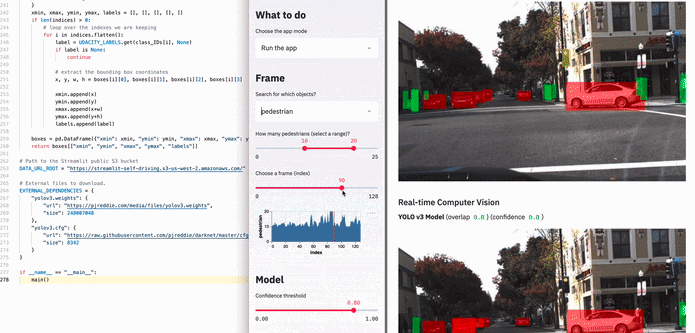 241 }
242 xmin, xmax, ymin, ymax, labels = [], [], [], [], []
243 if len(indices) > 0:
244 # loop over the indexes we are keeping
245 for i in indices.flatten():
246 label = UDACITY_LABELS.get(class_IDs[i], None)
247 if label is None:
248 continue
249
250 # extract the bounding box coordinates
251 x, y, w, h = boxes[i][0], boxes[i][1], boxes[i][2], boxes[i][3]
252
253 xmin.append(x)
254 ymin.append(y)
255 xmax.append(x+w)
256 ymax.append(y+h)
257 labels.append(label)
258
259 boxes = pd.DataFrame({"xmin": xmin, "ymin": ymin, "xmax": xmax, "ymax":
260 return boxes[["xmin", "ymin", "xmax", "ymax", "labels"]]
261
262 # Path to the Streamlit public S3 bucket
263 DATA_URL_ROOT = "https://streamlit-self-driving.s3-us-west-2.amazonaws.com/"
264
265 # External files to download.
266 EXTERNAL_DEPENDENCIES = {
267 "yolov3.weights": {
268 "url": "https://pjreddie.com/media/files/yolov3.weights",
269 "size": 248007048
270 },
271 "yolov3.cfg": {
272 "url": "https://raw.githubusercontent.com/pjreddie/darknet/master/cfg
273 "size": 8342
274 }
275 }
276
277 if __name__ == "__main__":
278 main()
What to do
Choose the app mode
Run the app
Frame
Search for which objects?
pedestrian
How many pedestrians (select a range)?
10 20
0 25
Choose a frame (index)
90
0 128
pedestrian
20
10
0
0 20 40 60 80 100 120
index
Model
Confidence threshold
0.80
0.00 1.00
Real-time Computer Vision
YOLO v3 Model (overlap 0.8) (confidence 0.8)